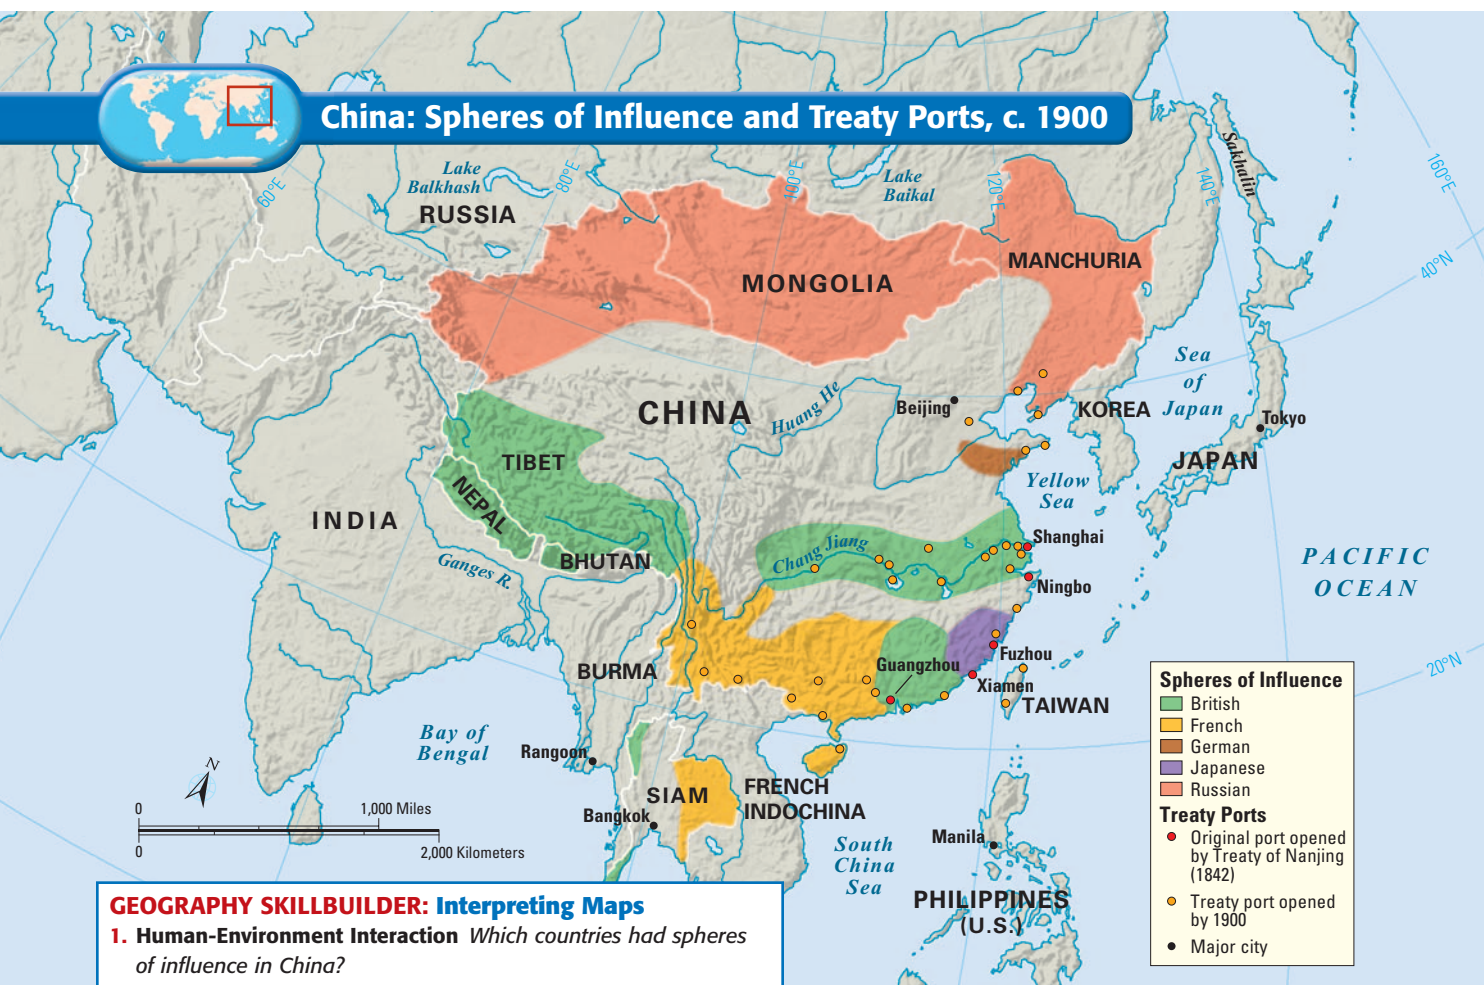 China: Spheres of Influence and Treaty Ports, c. 1900
60°E
80°E
100°E
120°E
140°E
160°E
40°N
20°N
Lake
Balkhash
RUSSIA
Lake
Baikal
Sakhalin
MONGOLIA
MANCHURIA
CHINA
Huang He
Beijing
KOREA
Sea
of
Japan
Tokyo
JAPAN
Yellow
Sea
TIBET
NEPAL
INDIA
BHUTAN
Ganges R.
Chang Jiang
Shanghai
Ningbo
PACIFIC
OCEAN
BURMA
Guangzhou
Fuzhou
Xiamen
TAIWAN
Bay of
Bengal
Rangoon
SIAM
Bangkok
FRENCH
INDOCHINA
South
China
Sea
Manila
PHILIPPINES
(U.S.)
N
0
1,000 Miles
0
2,000 Kilometers
Spheres of Influence
British
French
German
Japanese
Russian
Treaty Ports
Original port opened
by Treaty of Nanjing
(1842)
Treaty port opened
by 1900
Major city
GEOGRAPHY SKILLBUILDER: Interpreting Maps
1. Human-Environment Interaction Which countries had spheres
of influence in China?